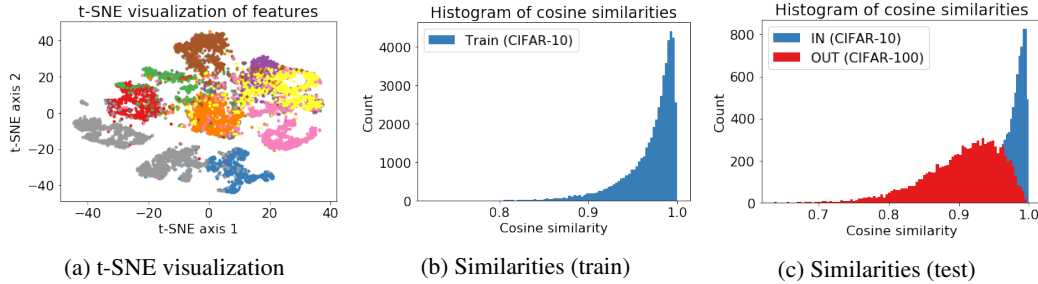 t-SNE visualization of features
t-SNE axis 2
40
20
0
−20
−40
−40 −20 0 20 40
t-SNE axis 1
(a) t-SNE visualization
Histogram of cosine similarities
Train (CIFAR-10)
Count
4000
3000
2000
1000
0
0.8 0.9 1.0
Cosine similarity
(b) Similarities (train)
Histogram of cosine similarities
IN (CIFAR-10)
OUT (CIFAR-100)
Count
800
600
400
200
0
0.7 0.8 0.9 1.0
Cosine similarity
(c) Similarities (test)